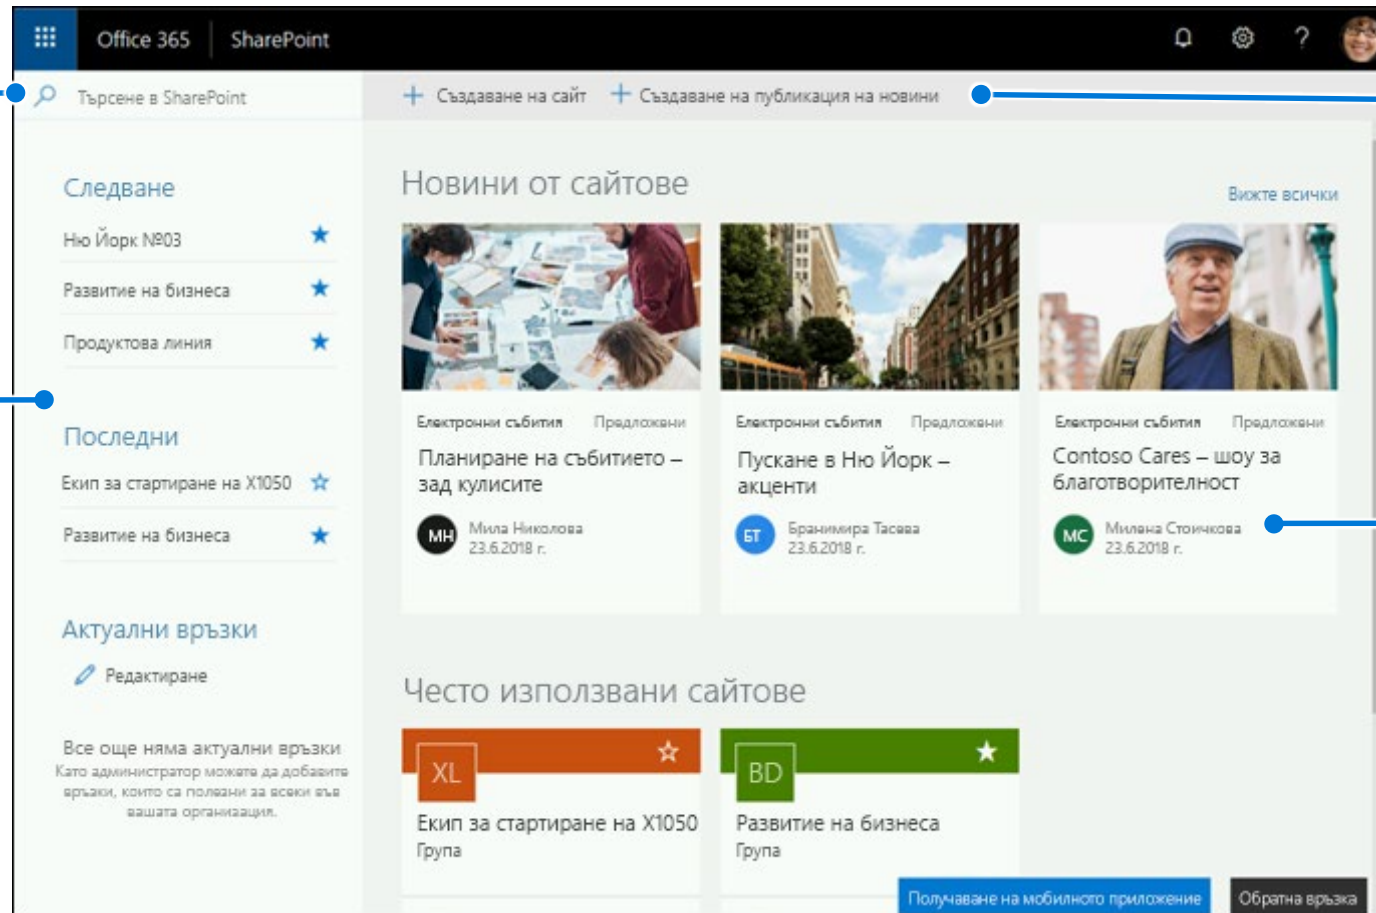 Office 365 SharePoint
Търсене в SharePoint
Създаване на сайт Създаване на публикация на новини
Следване
Ню Йорк №03
Развитие на бизнеса
Продуктова линия
Последни
Екип за стартиране на X1050
Развитие на бизнеса
Актуални връзки
Редактиране
Все още няма актуални връзки
Като администратор можете да добавите
връзки, които са полезни за всеки във
вашата организация.
Новини от сайтове
Вижте всички
Електронни събития Предложени
Планиране на събитието –
зад кулисите
МН
Мила Николова
23.6.2018 г.
Електронни събития Предложени
Пускане в Ню Йорк –
акценти
БТ
Бранимира Тасева
23.6.2018 г.
Електронни събития Предложени
Contoso Cares – шоу за
благотворителност
МС
Милена Стоичкова
23.6.2018 г.
Често използвани сайтове
XL
Екип за стартиране на X1050
Група
BD
Развитие на бизнеса
Група
Получаване на мобилното приложение
Обратна връзка